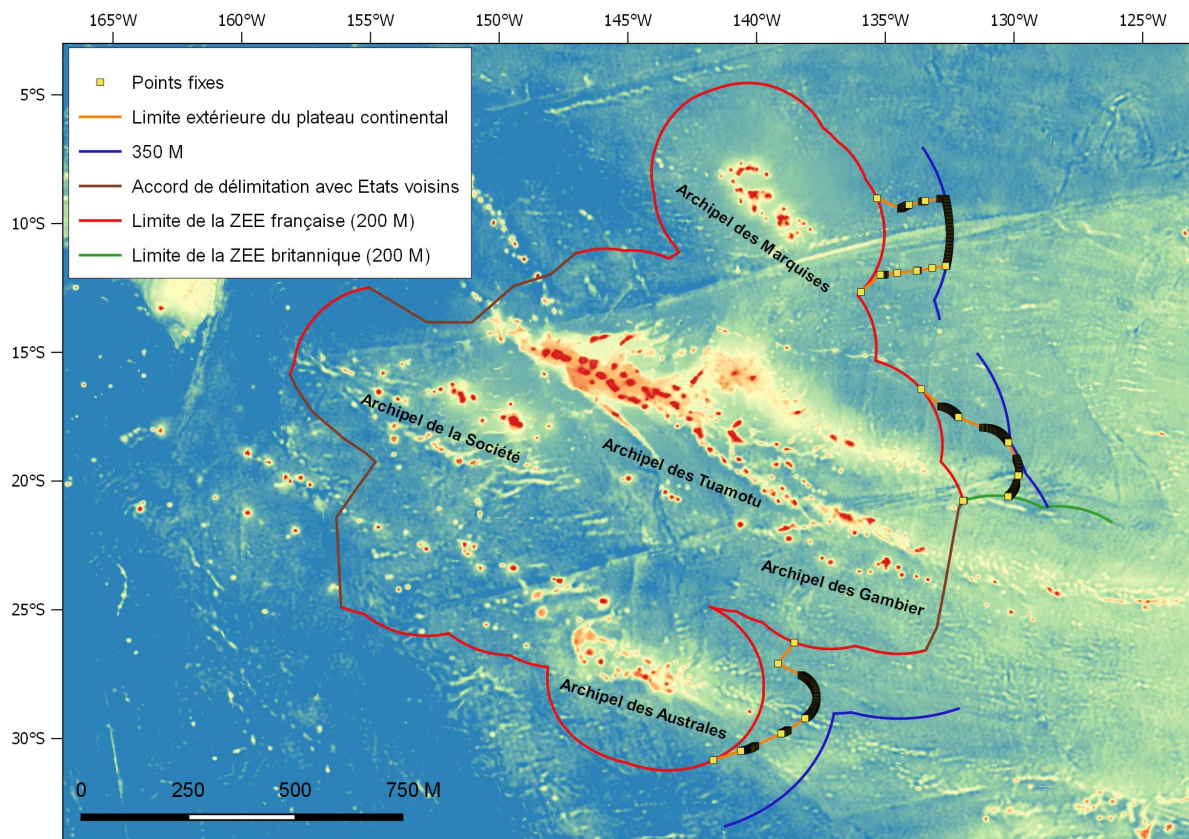 165°W 160°W 155°W 150°W 145°W 140°W 135°W 130°W 125°W
5°S
10°S
15°S
20°S
25°S
30°S
Points fixes
Limite extérieure du plateau continental
350 M
Accord de délimitation avec Etats voisins
Limite de la ZEE française (200 M)
Limite de la ZEE britannique (200 M)
Archipel des Marquises
Archipel de la Société
Archipel des Tuamotu
Archipel des Gambier
Archipel des Australes
0 250 500 750 M